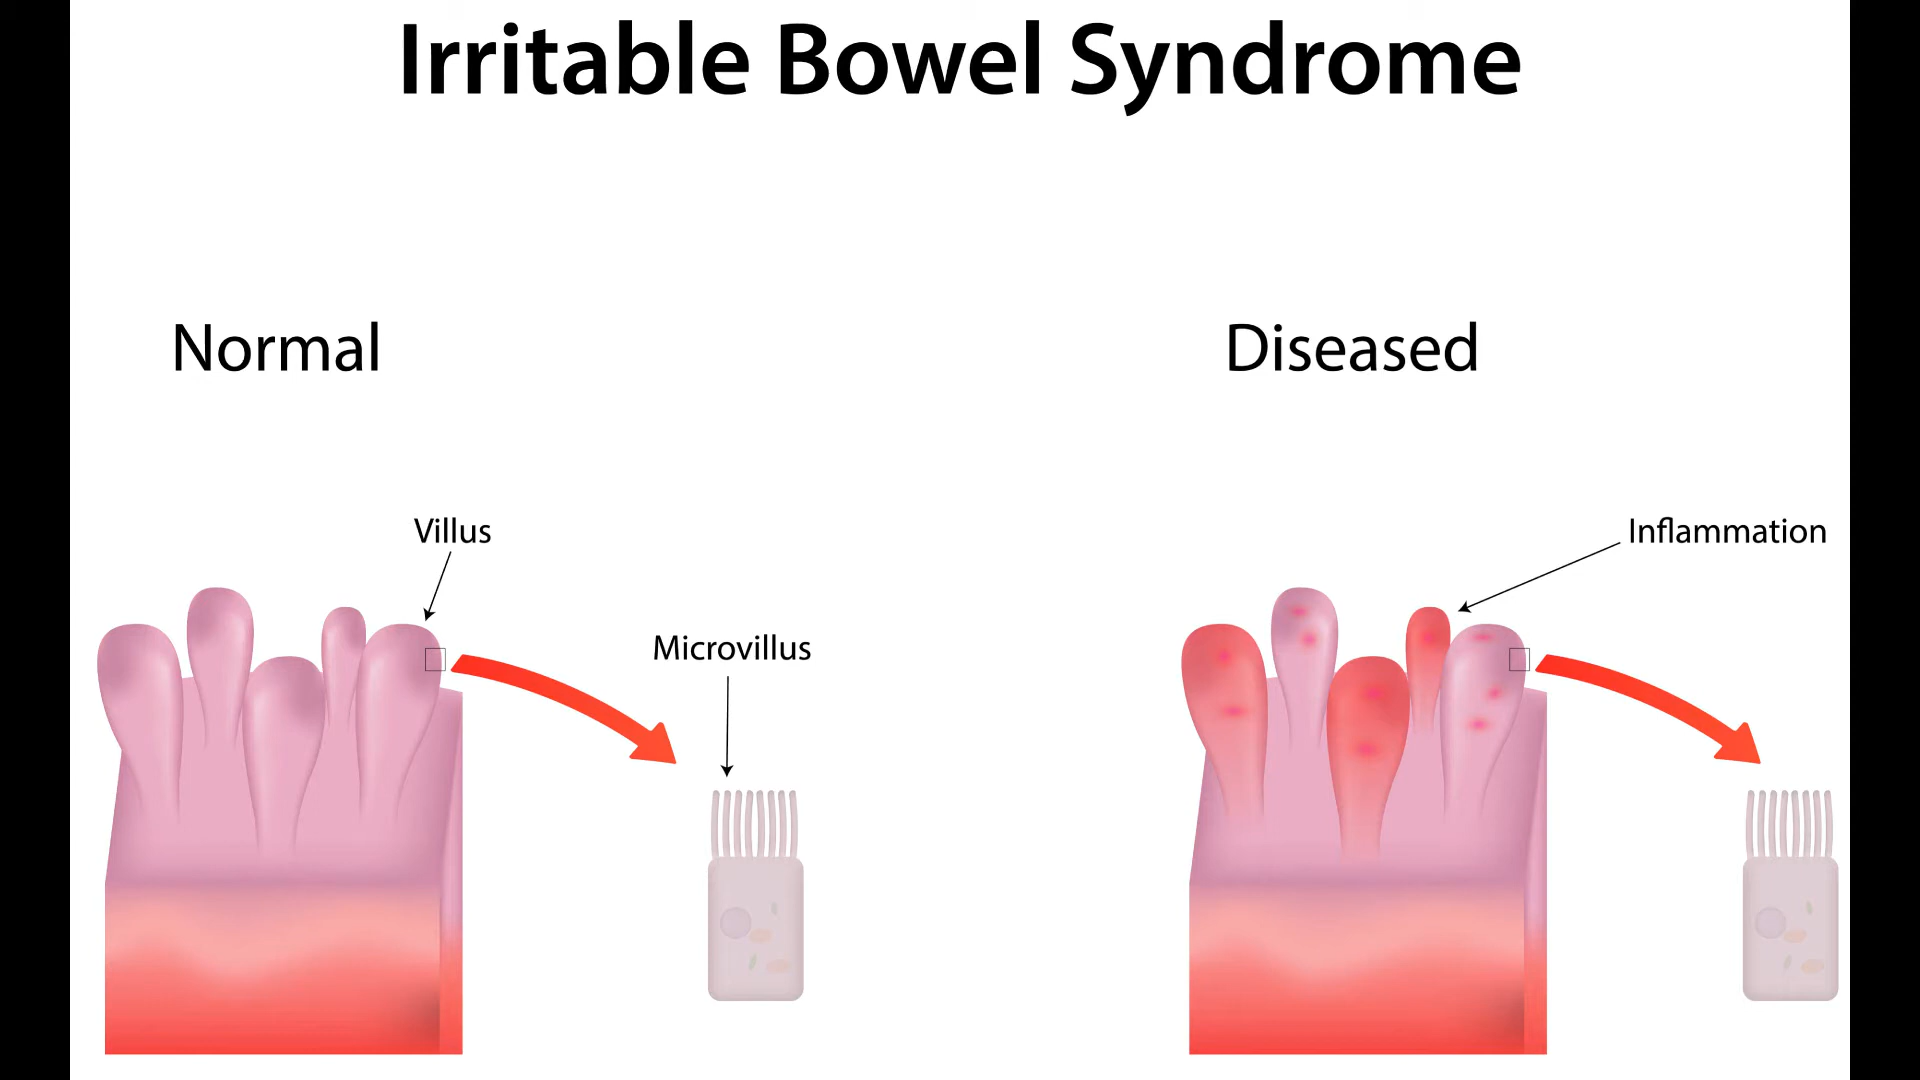 Irritable Bowel Syndrome
Normal
Diseased
Villus
Inflammation
Microvillus